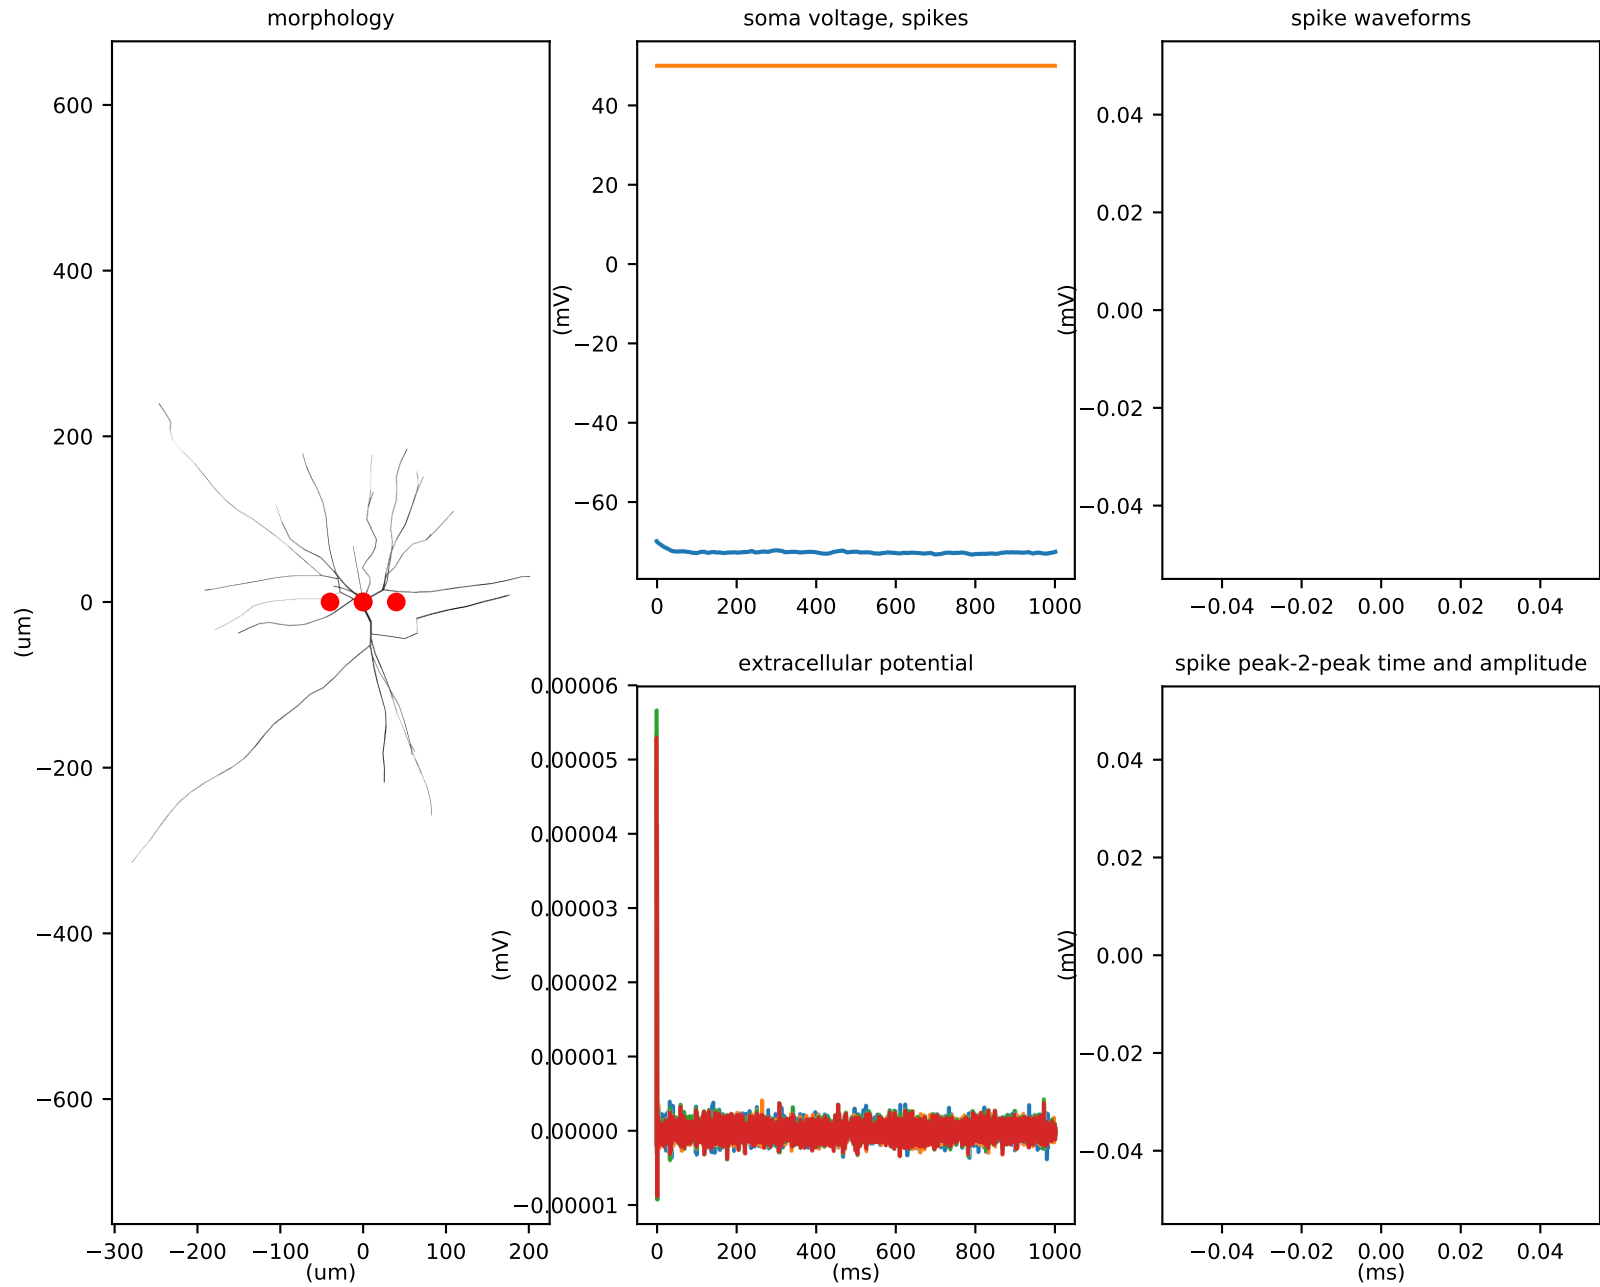 morphology
600
400
200
0
−200
−400
−600
(um)
−300 −200 −100 0 100 200
(um)
soma voltage, spikes
40
20
0
−20
−40
−60
(mV)
0 200 400 600 800 1000
spike waveforms
0.04
0.02
0.00
−0.02
−0.04
(mV)
−0.04 −0.02 0.00 0.02 0.04
extracellular potential
0.00006
0.00005
0.00004
0.00003
0.00002
0.00001
0.00000
−0.00001
(mV)
0 200 400 600 800 1000
(ms)
spike peak-2-peak time and amplitude
0.04
0.02
0.00
−0.02
−0.04
(mV)
−0.04 −0.02 0.00 0.02 0.04
(ms)